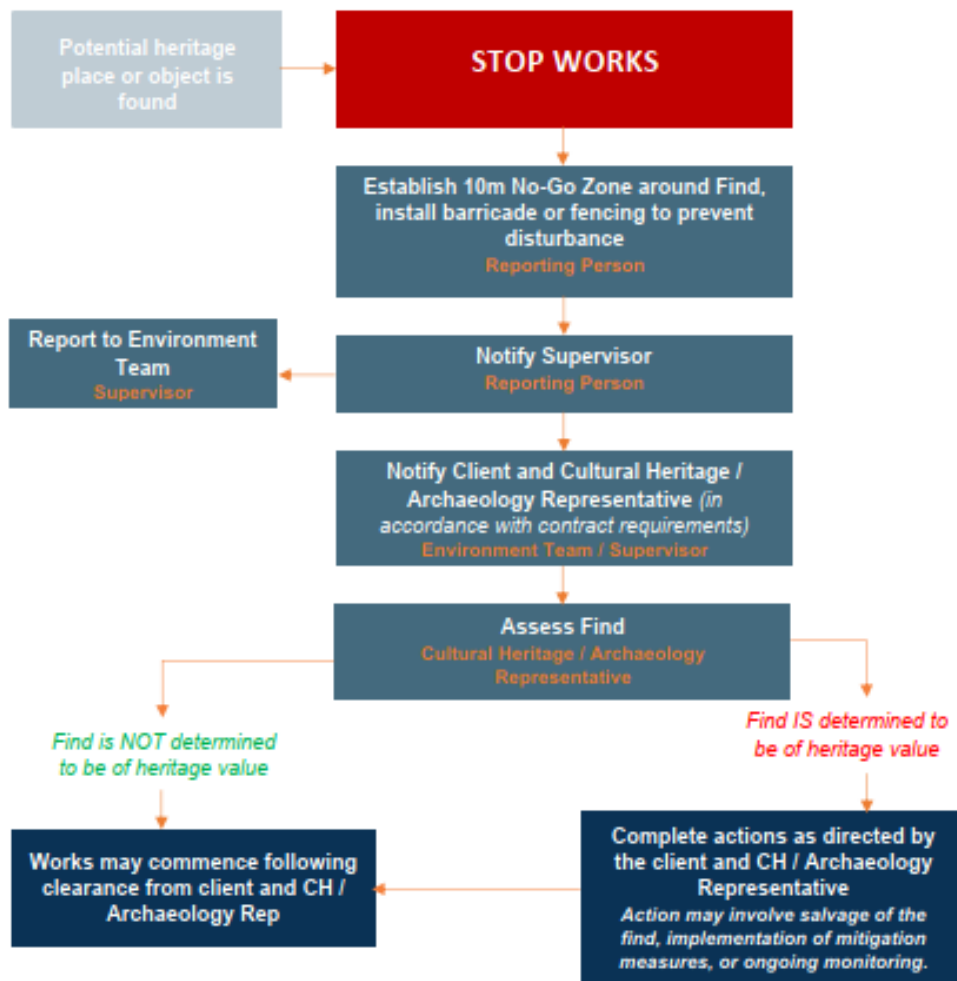 Potential heritage
place or object is
found
STOP WORKS
Establish 10m No-Go Zone around Find,
install barricade or fencing to prevent
disturbance
Reporting Person
Report to Environment
Team
Supervisor
Notify Supervisor
Reporting Person
Notify Client and Cultural Heritage /
Archaeology Representative (in
accordance with contract requirements)
Environment Team / Supervisor
Assess Find
Cultural Heritage / Archaeology
Representative
Find is NOT determined
to be of heritage value
Find IS determined to
be of heritage value
Works may commence following
clearance from client and CH /
Archaeology Rep
Complete actions as directed by
the client and CH / Archaeology
Representative
Action may involve salvage of the
find, implementation of mitigation
measures, or ongoing monitoring.